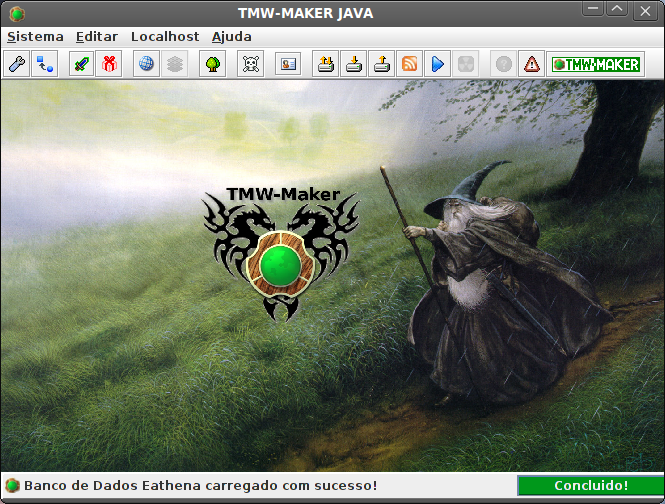 TMW-MAKER JAVA
Sistema Editar Localhost Ajuda
TMW-MAKER
TMW-Maker
Banco de Dados Eathena carregado com sucesso! Concluido!